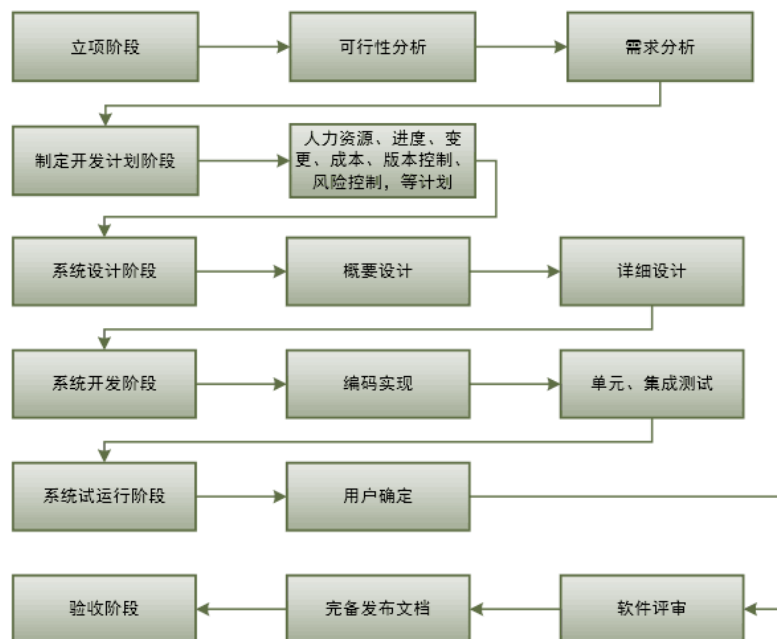 立项阶段
可行性分析
需求分析
制定开发计划阶段
人力资源、进度、变
更、成本、版本控制、
风险控制，等计划
系统设计阶段
概要设计
详细设计
系统开发阶段
编码实现
单元、集成测试
系统试运行阶段
用户确定
验收阶段
完备发布文档
软件评审